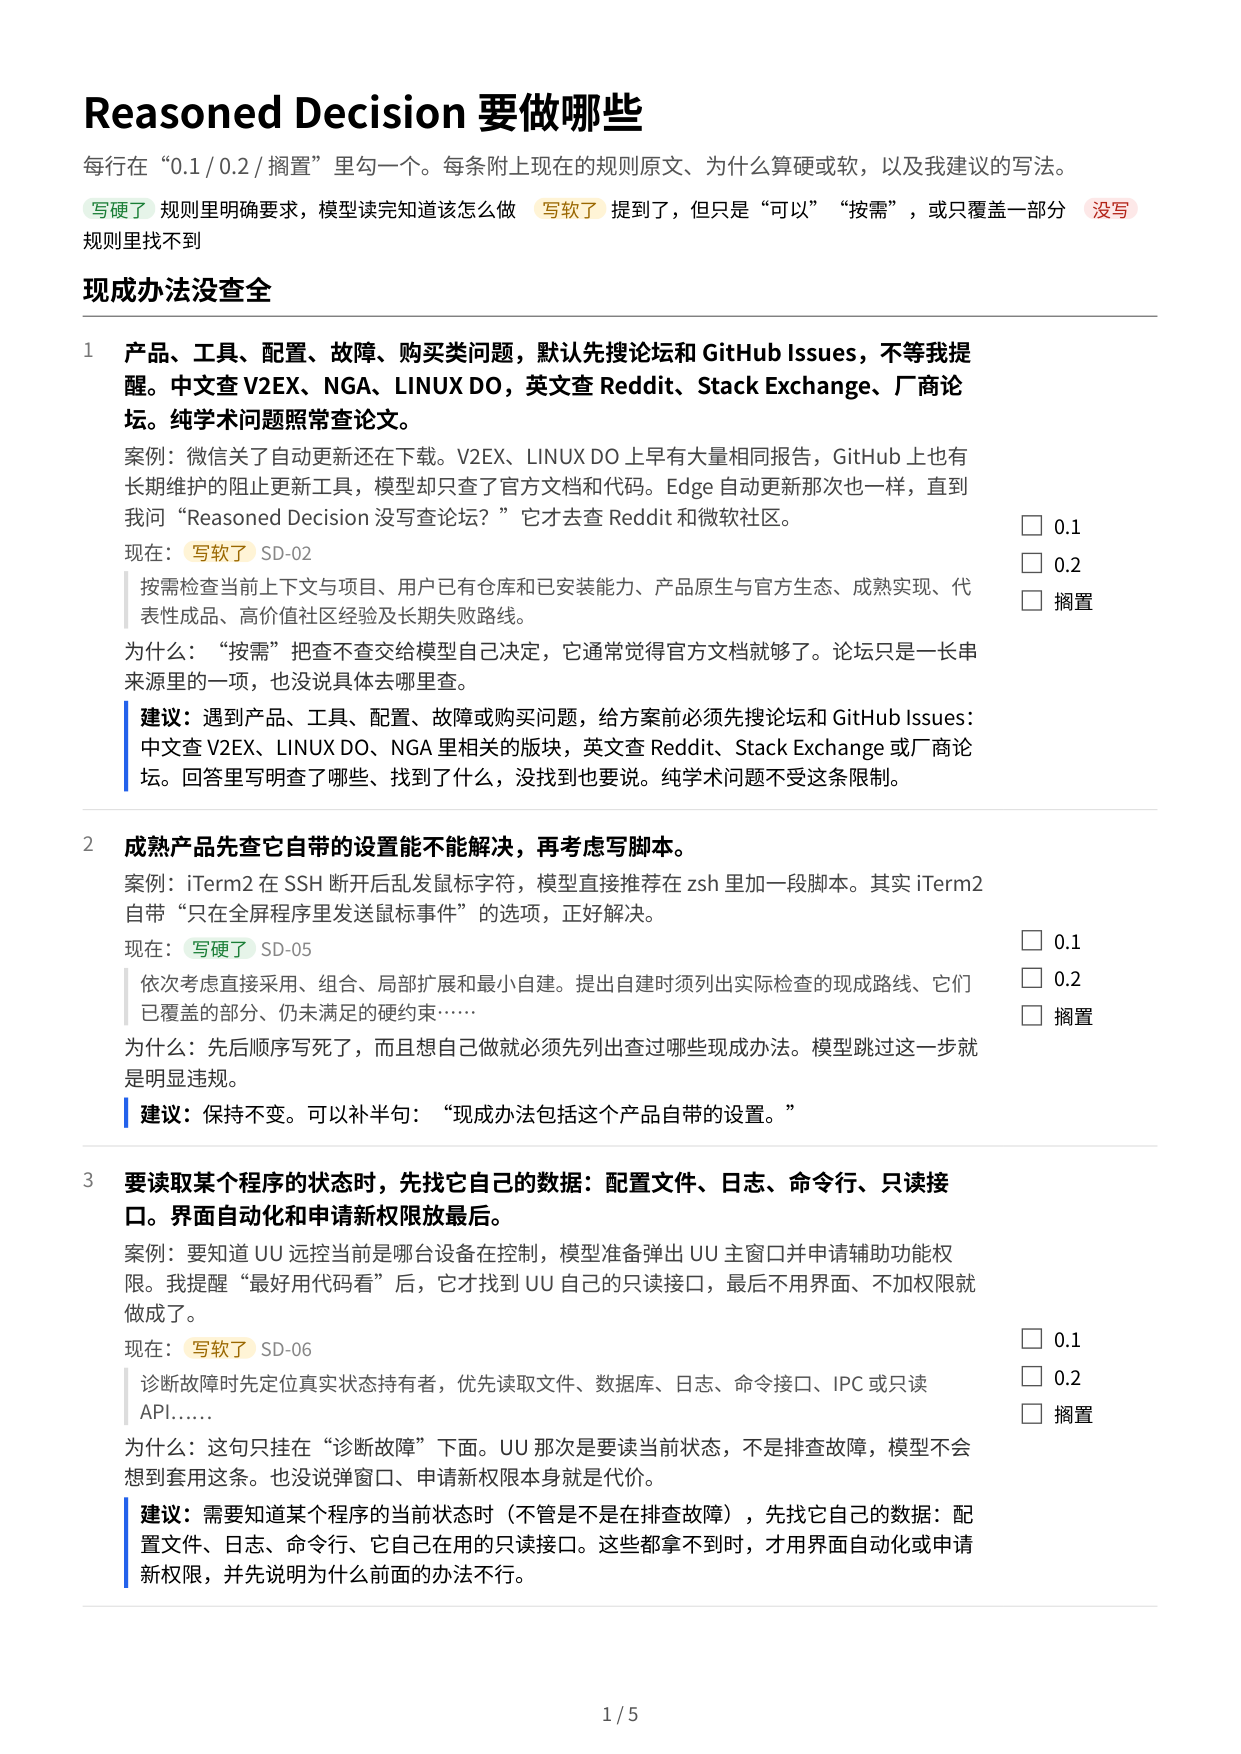 Reasoned Decision 要做哪些
每行在“0.1 / 0.2 / 搁置”里勾一个。每条附上现在的规则原文、为什么算硬或软，以及我建议的写法。
写硬了 规则里明确要求，模型读完知道该怎么做 写软了 提到了，但只是“可以”“按需”，或只覆盖一部分 没写
规则里找不到
现成办法没查全
1 产品、工具、配置、故障、购买类问题，默认先搜论坛和 GitHub Issues，不等我提
醒。中文查 V2EX、NGA、LINUX DO，英文查 Reddit、Stack Exchange、厂商论
坛。纯学术问题照常查论文。
案例：微信关了自动更新还在下载。V2EX、LINUX DO 上早有大量相同报告，GitHub 上也有
长期维护的阻止更新工具，模型却只查了官方文档和代码。Edge 自动更新那次也一样，直到
我问“Reasoned Decision 没写查论坛？”它才去查 Reddit 和微软社区。
现在： 写软了 SD-02
按需检查当前上下文与项目、用户已有仓库和已安装能力、产品原生与官方生态、成熟实现、代
表性成品、高价值社区经验及长期失败路线。
为什么：“按需”把查不查交给模型自己决定，它通常觉得官方文档就够了。论坛只是一长串
来源里的一项，也没说具体去哪里查。
建议：遇到产品、工具、配置、故障或购买问题，给方案前必须先搜论坛和 GitHub Issues：
中文查 V2EX、LINUX DO、NGA 里相关的版块，英文查 Reddit、Stack Exchange 或厂商论
坛。回答里写明查了哪些、找到了什么，没找到也要说。纯学术问题不受这条限制。
0.1
0.2
搁置
2 成熟产品先查它自带的设置能不能解决，再考虑写脚本。
案例：iTerm2 在 SSH 断开后乱发鼠标字符，模型直接推荐在 zsh 里加一段脚本。其实 iTerm2
自带“只在全屏程序里发送鼠标事件”的选项，正好解决。
现在： 写硬了 SD-05
依次考虑直接采用、组合、局部扩展和最小自建。提出自建时须列出实际检查的现成路线、它们
已覆盖的部分、仍未满足的硬约束……
为什么：先后顺序写死了，而且想自己做就必须先列出查过哪些现成办法。模型跳过这一步就
是明显违规。
建议：保持不变。可以补半句：“现成办法包括这个产品自带的设置。”
0.1
0.2
搁置
3 要读取某个程序的状态时，先找它自己的数据：配置文件、日志、命令行、只读接
口。界面自动化和申请新权限放最后。
案例：要知道 UU 远控当前是哪台设备在控制，模型准备弹出 UU 主窗口并申请辅助功能权
限。我提醒“最好用代码看”后，它才找到 UU 自己的只读接口，最后不用界面、不加权限就
做成了。
现在： 写软了 SD-06
诊断故障时先定位真实状态持有者，优先读取文件、数据库、日志、命令接口、IPC 或只读
API……
为什么：这句只挂在“诊断故障”下面。UU 那次是要读当前状态，不是排查故障，模型不会
想到套用这条。也没说弹窗口、申请新权限本身就是代价。
建议：需要知道某个程序的当前状态时（不管是不是在排查故障），先找它自己的数据：配
置文件、日志、命令行、它自己在用的只读接口。这些都拿不到时，才用界面自动化或申请
新权限，并先说明为什么前面的办法不行。
0.1
0.2
搁置
1 / 5